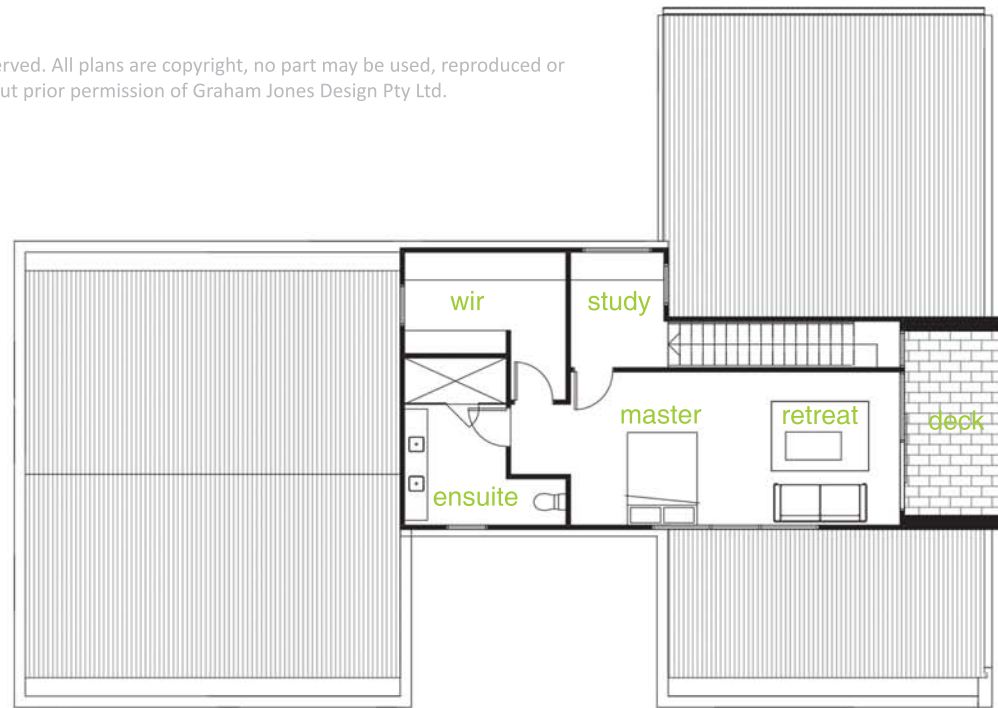 erved. All plans are copyright, no part may be used, reproduced or
ut prior permission of Graham Jones Design Pty Ltd.
wir
study
master
retreat
deck
ensuite